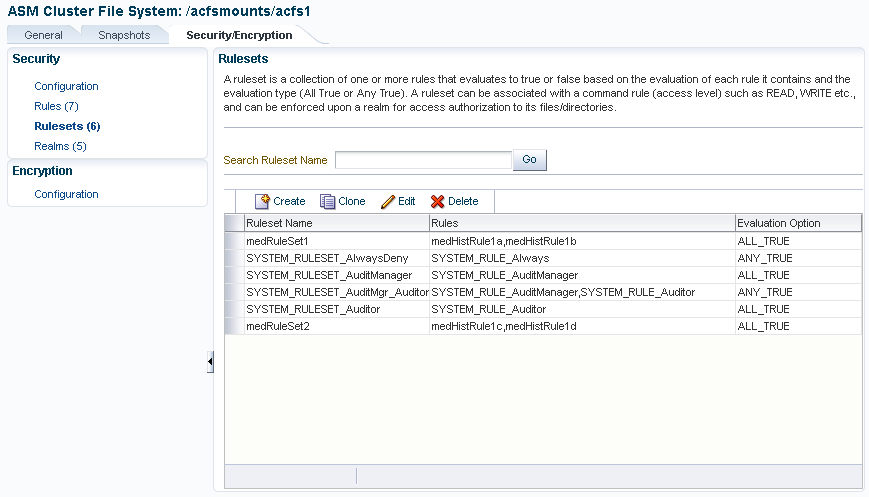 ASM Cluster File System: /acfsmounts/acfs1
General Snapshots Security/Encryption
Security
Configuration
Rules (7)
Rulesets (6)
Realms (5)
Encryption
Configuration
Rulesets
A ruleset is a collection of one or more rules that evaluates to true or false based on the evaluation of each rule it contains and the
evaluation type (All True or Any True). A ruleset can be associated with a command rule (access level) such as READ, WRITE etc.,
and can be enforced upon a realm for access authorization to its files/directories.
Search Ruleset Name Go
Create Clone Edit Delete
Ruleset Name Rules Evaluation Option
medRuleSet1 medHistRule1a,medHistRule1b ALL_TRUE
SYSTEM_RULESET_AlwaysDeny SYSTEM_RULE_Always ANY_TRUE
SYSTEM_RULESET_AuditManager SYSTEM_RULE_AuditManager ALL_TRUE
SYSTEM_RULESET_AuditMgr_Auditor SYSTEM_RULE_AuditManager,SYSTEM_RULE_Auditor ANY_TRUE
SYSTEM_RULESET_Auditor SYSTEM_RULE_Auditor ALL_TRUE
medRuleSet2 medHistRule1c,medHistRule1d ALL_TRUE